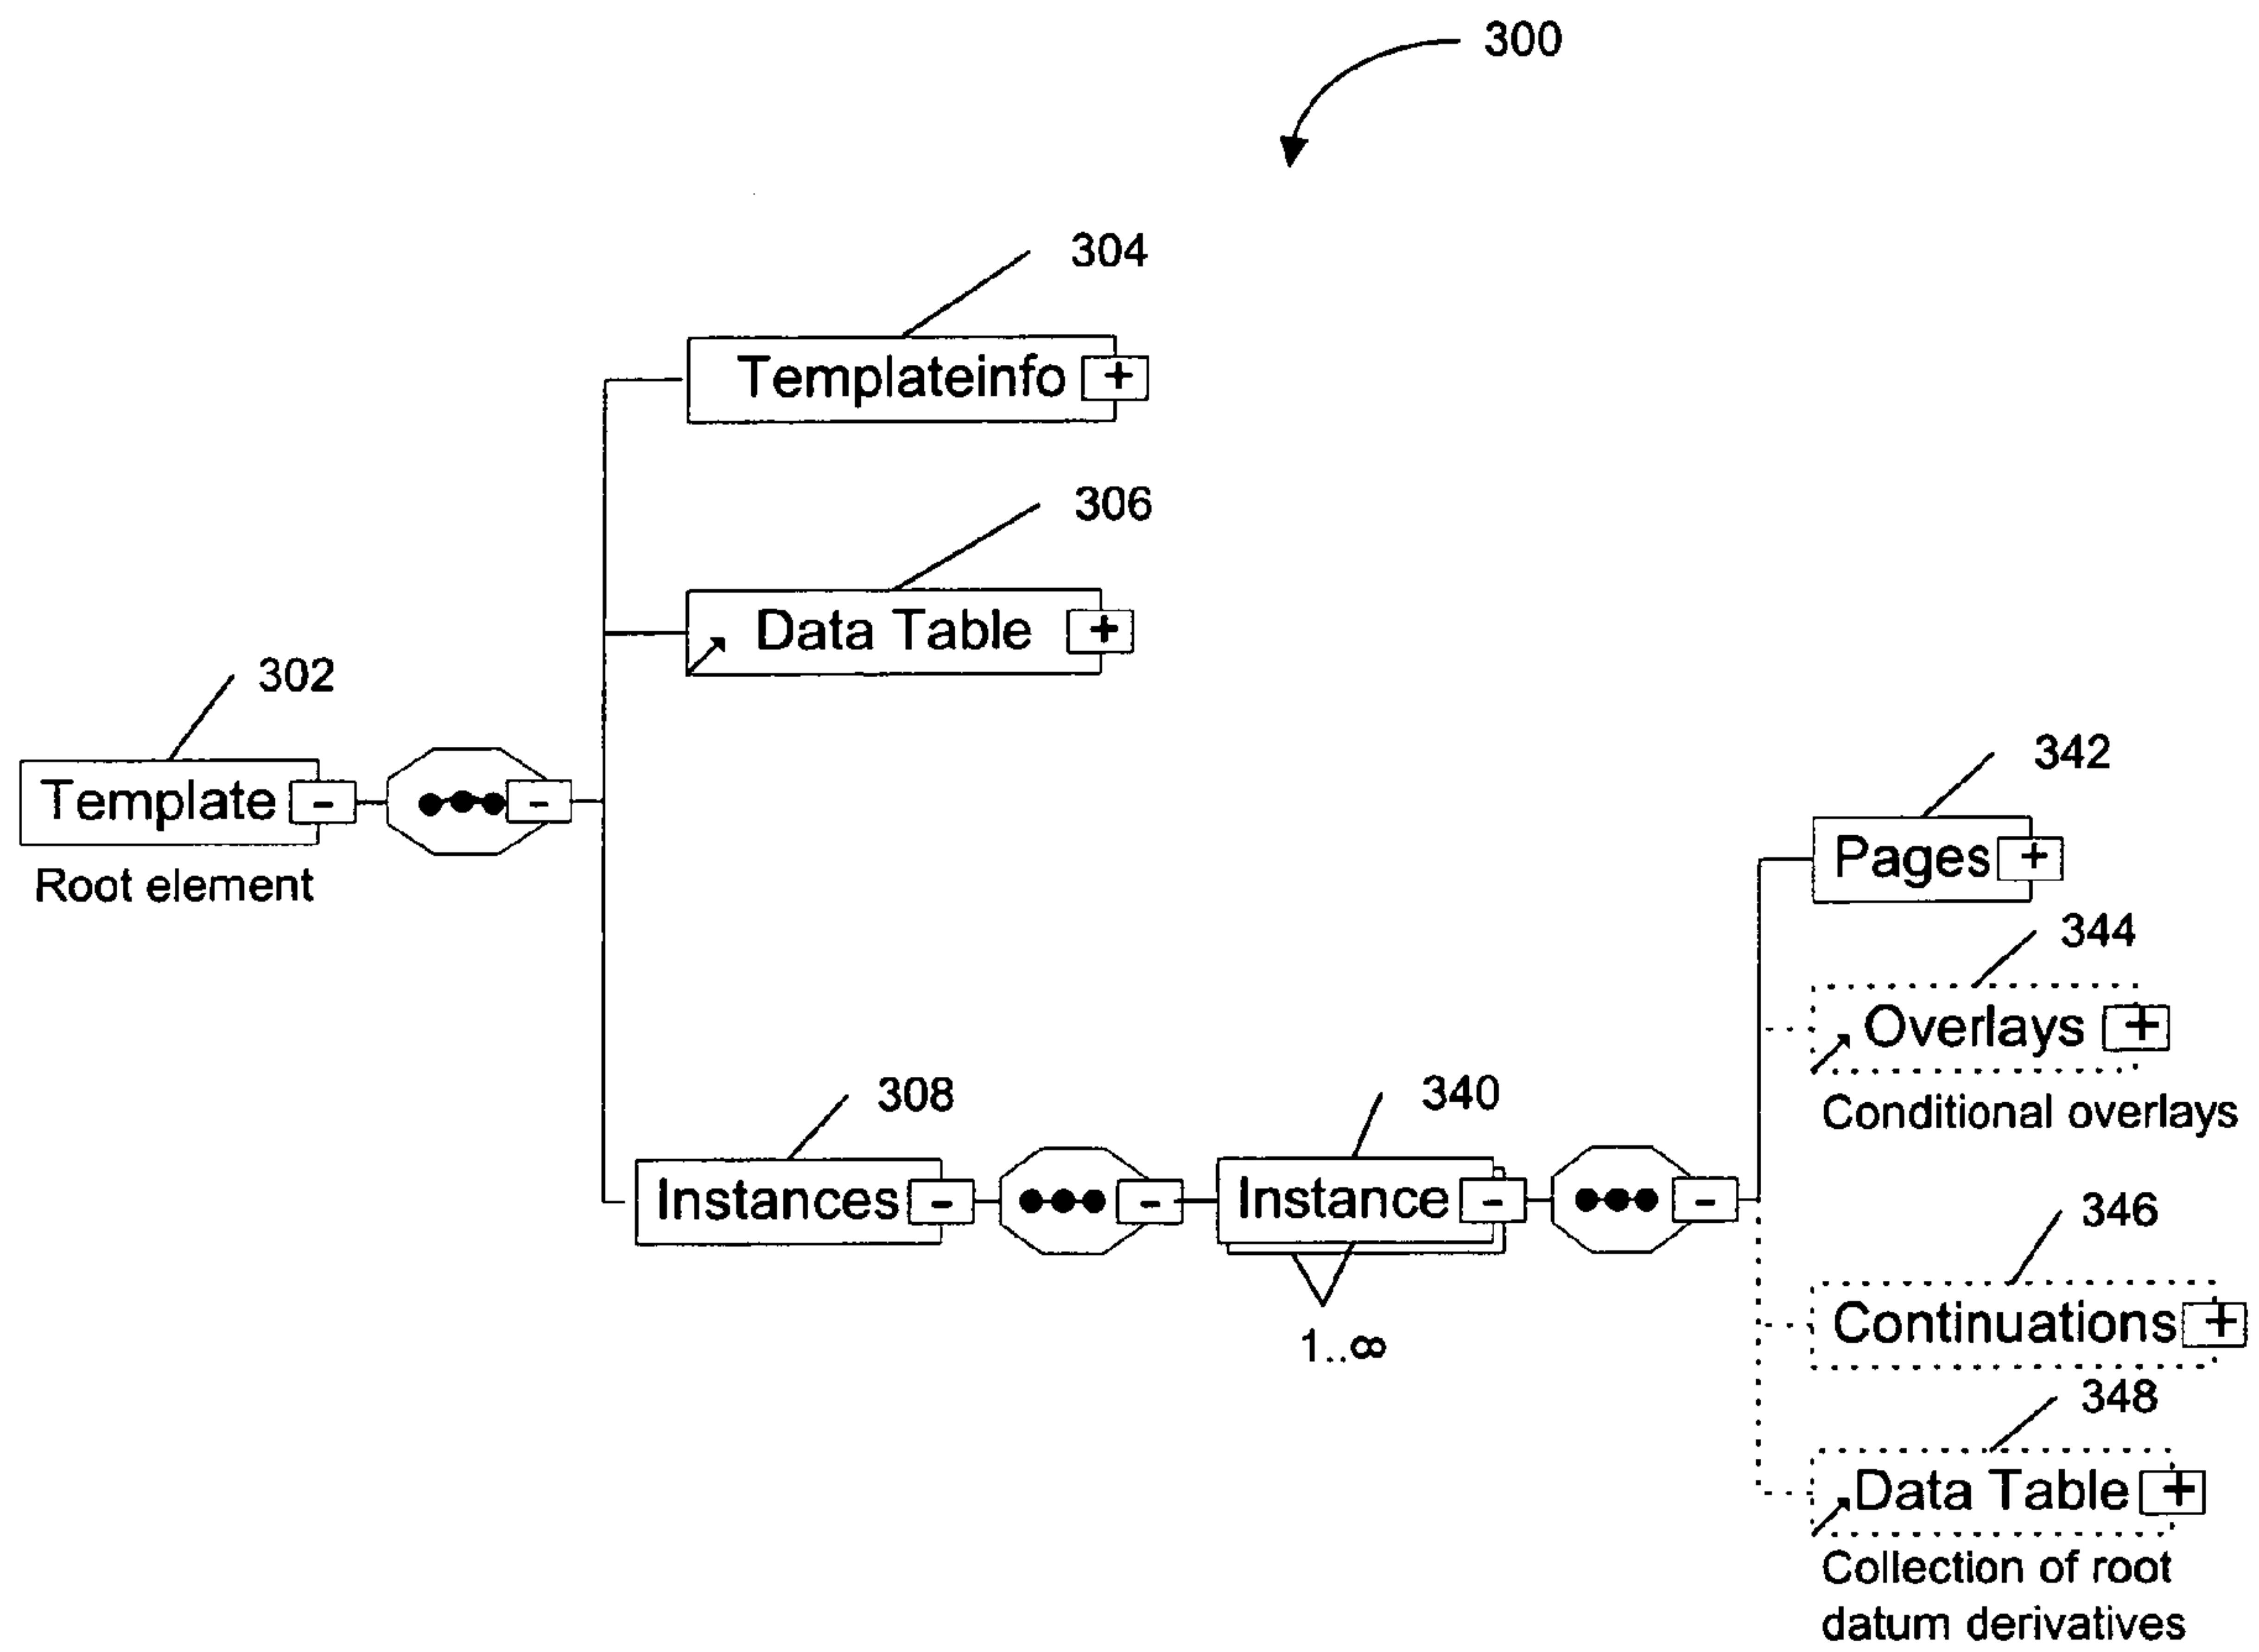 300
304
Templateinfo +
306
Data Table +
302
Template - -
Root element
342
Pages +
344
Overlays +
Conditional overlays
308
340
Instances - - Instance - -
1..∞
346
Continuations +
348
Data Table +
Collection of root
datum derivatives